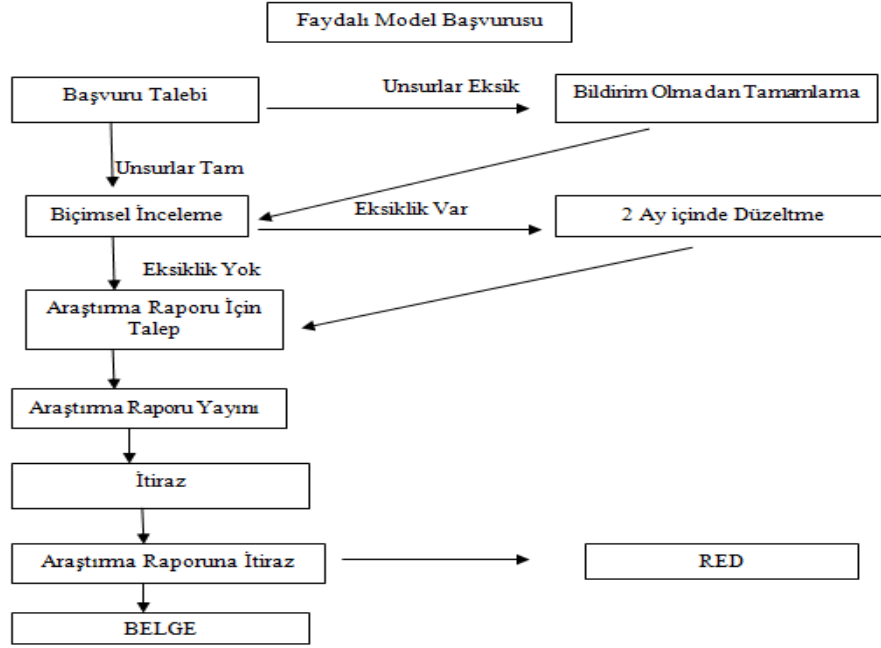 Faydalı Model Başvurusu
Başvuru Talebi
Unsurlar Eksik
Bildirim Olmadan Tamamlama
Unsurlar Tam
Biçimsel İnceleme
Eksiklik Var
2 Ay içinde Düzeltme
Eksiklik Yok
Araştırma Raporu İçin
Talep
Araştırma Raporu Yayını
İtiraz
Araştırma Raporuna İtiraz
RED
BELGE